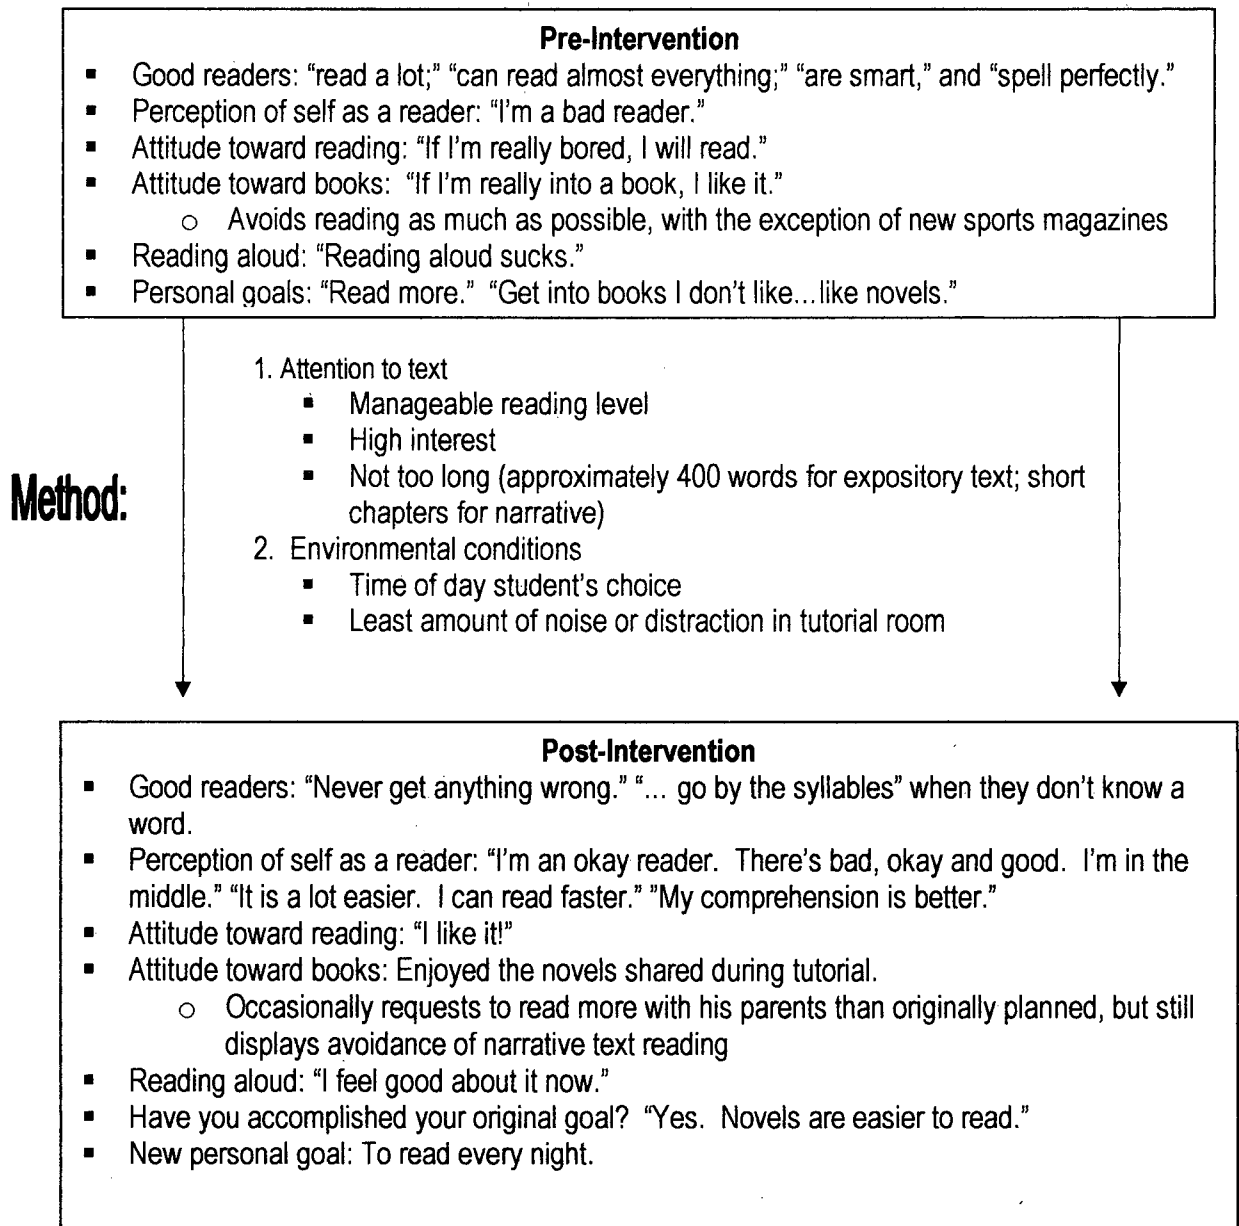 Pre-Intervention
▪ Good readers: “read a lot;” “can read almost everything;” “are smart,” and “spell perfectly.”
▪ Perception of self as a reader: “I’m a bad reader.”
▪ Attitude toward reading: “If I’m really bored, I will read.”
▪ Attitude toward books: “If I’m really into a book, I like it.”
○ Avoids reading as much as possible, with the exception of new sports magazines
▪ Reading aloud: “Reading aloud sucks.”
▪ Personal goals: “Read more.” “Get into books I don’t like…like novels.”
1. Attention to text
▪ Manageable reading level
▪ High interest
▪ Not too long (approximately 400 words for expository text; short
chapters for narrative)
Method:
2. Environmental conditions
▪ Time of day student’s choice
▪ Least amount of noise or distraction in tutorial room
Post-Intervention
▪ Good readers: “Never get anything wrong.” “... go by the syllables” when they don’t know a
word.
▪ Perception of self as a reader: “I’m an okay reader. There’s bad, okay and good. I’m in the
middle.” “It is a lot easier. I can read faster.” ”My comprehension is better.”
▪ Attitude toward reading: “I like it!”
▪ Attitude toward books: Enjoyed the novels shared during tutorial.
○ Occasionally requests to read more with his parents than originally planned, but still
displays avoidance of narrative text reading
▪ Reading aloud: “I feel good about it now.”
▪ Have you accomplished your original goal? “Yes. Novels are easier to read.”
▪ New personal goal: To read every night.